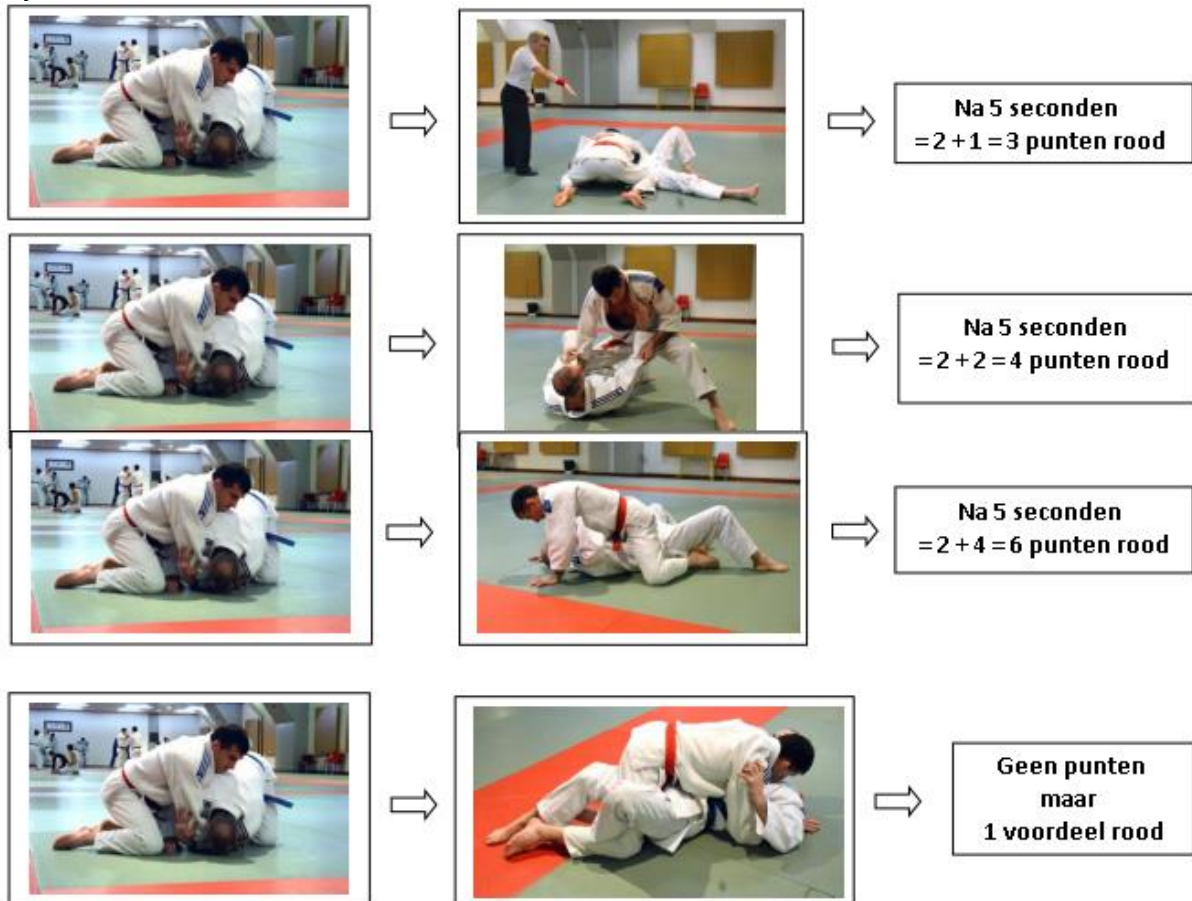 Na 5 seconden
= 2 + 1 = 3 punten rood
Na 5 seconden
= 2 + 2 = 4 punten rood
Na 5 seconden
= 2 + 4 = 6 punten rood
Geen punten
maar
1 voordeel rood